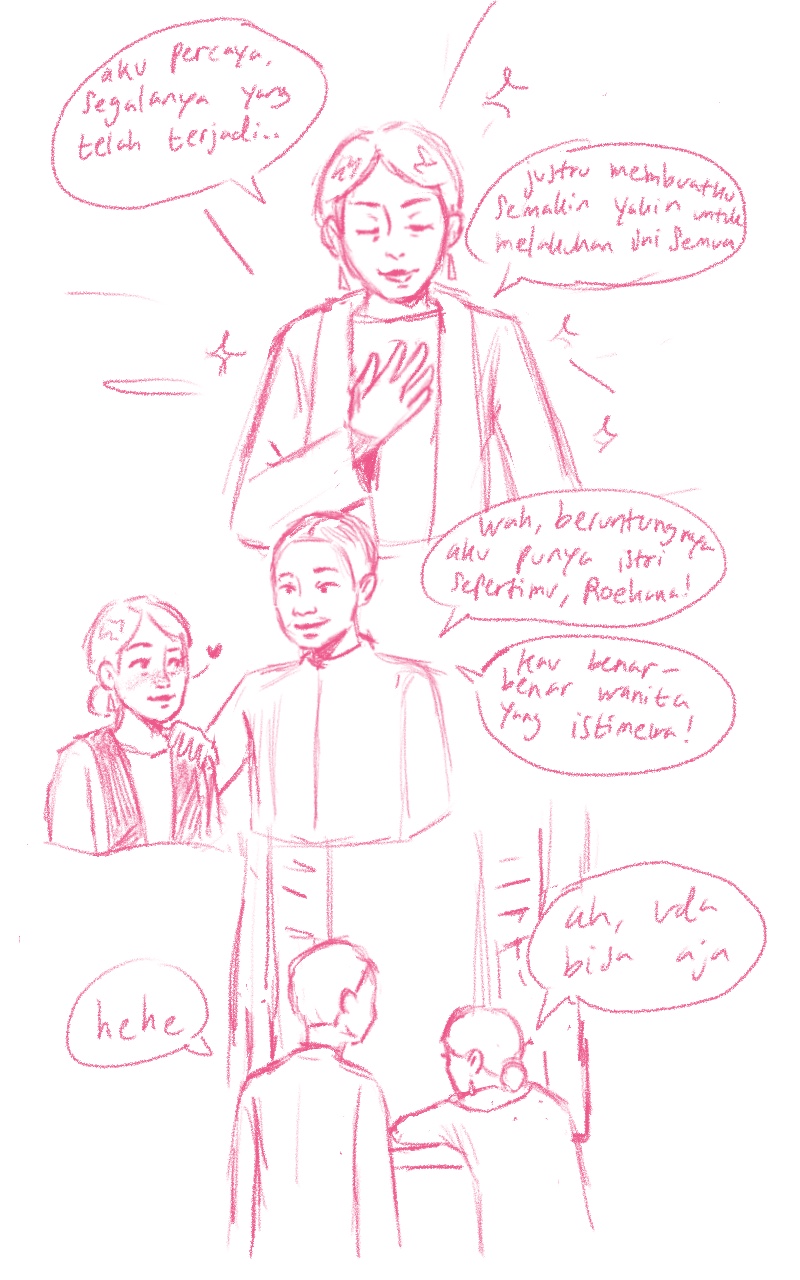 aku percaya,
segalanya yang
telah terjadi..
justru membuatku
semakin yakin untuk
melakukan ini semua
Wah, beruntungnya
aku punya istri
sepertimu, Roehana!
kau benar-
benar wanita
yang istimewa!
hehe
ah, uda
bisa aja